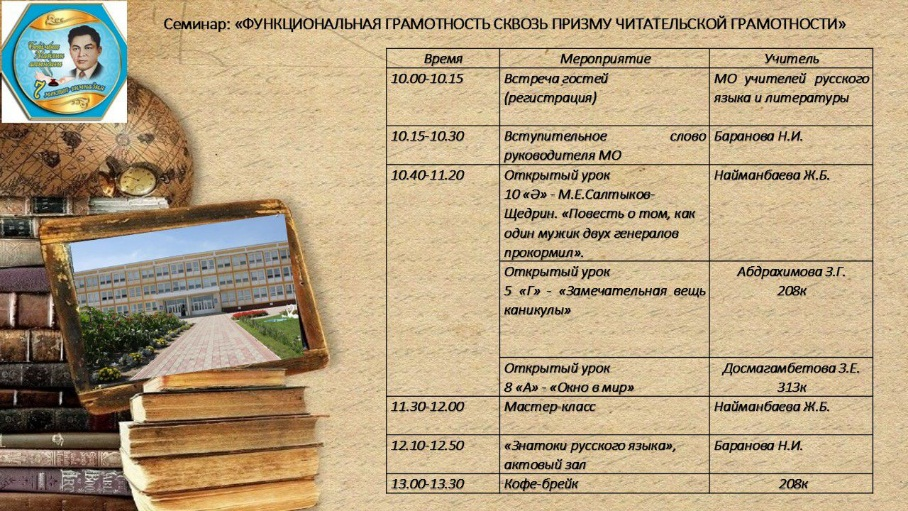 Семинар: «ФУНКЦИОНАЛЬНАЯ ГРАМОТНОСТЬ СКВОЗЬ ПРИЗМУ ЧИТАТЕЛЬСКОЙ ГРАМОТНОСТИ»
Время Мероприятие Учитель
10.00-10.15 Встреча гостей МО учителей русского
(регистрация) языка и литературы
10.15-10.30 Вступительное слово Баранова Н.И.
руководителя МО
10.40-11.20 Открытый урок Найманбаева Ж.Б.
10 «Ә» - М.Е.Салтыков-
Щедрин. «Повесть о том, как
один мужик двух генералов
прокормил».
Открытый урок Абдрахимова З.Г.
5 «Г» - «Замечательная вещь 208к
каникулы»
Открытый урок Досмагамбетова З.Е.
8 «А» - «Окно в мир» 313к
11.30-12.00 Мастер-класс Найманбаева Ж.Б.
12.10-12.50 «Знатоки русского языка», Баранова Н.И.
актовый зал
13.00-13.30 Кофе-брейк 208к
7